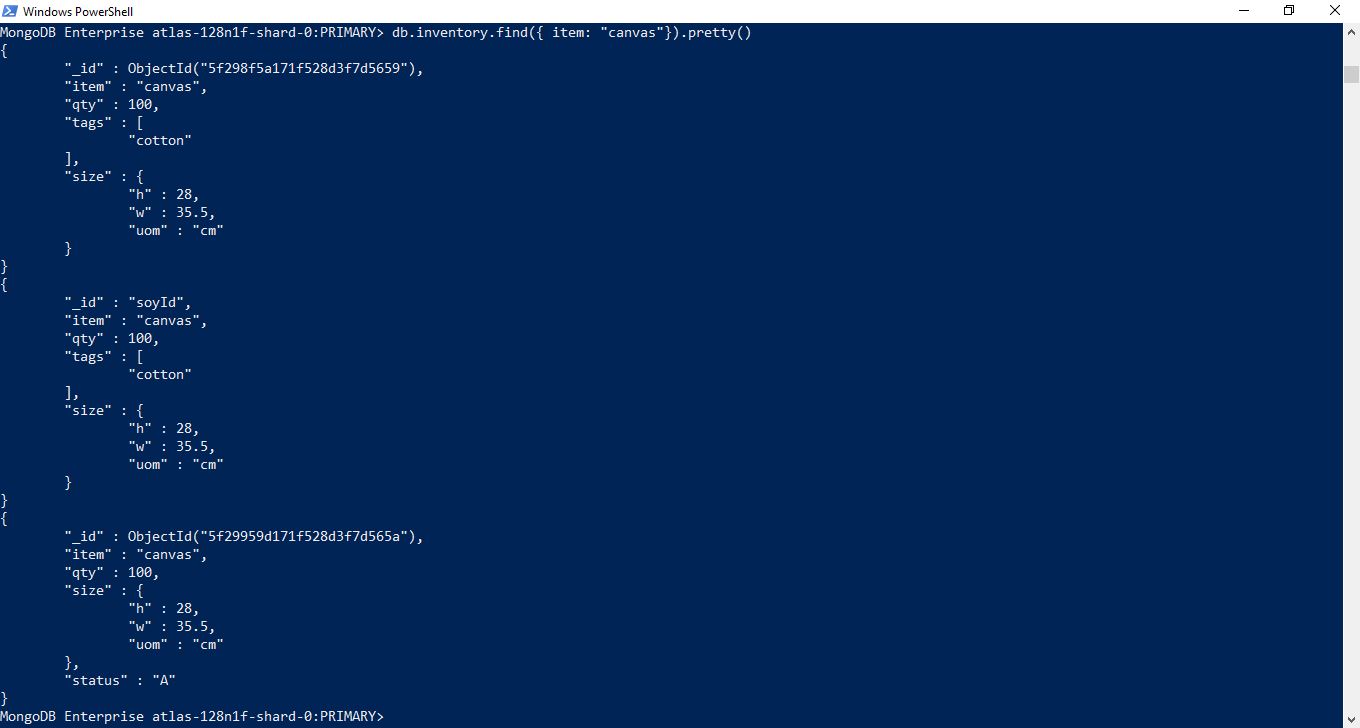 Windows PowerShell
MongoDB Enterprise atlas-128n1f-shard-0:PRIMARY> db.inventory.find({ item: "canvas"}).pretty()
{
        "_id" : ObjectId("5f298f5a171f528d3f7d5659"),
        "item" : "canvas",
        "qty" : 100,
        "tags" : [
                "cotton"
        ],
        "size" : {
                "h" : 28,
                "w" : 35.5,
                "uom" : "cm"
        }
}
{
        "_id" : "soyId",
        "item" : "canvas",
        "qty" : 100,
        "tags" : [
                "cotton"
        ],
        "size" : {
                "h" : 28,
                "w" : 35.5,
                "uom" : "cm"
        }
}
{
        "_id" : ObjectId("5f29959d171f528d3f7d565a"),
        "item" : "canvas",
        "qty" : 100,
        "size" : {
                "h" : 28,
                "w" : 35.5,
                "uom" : "cm"
        },
        "status" : "A"
}
MongoDB Enterprise atlas-128n1f-shard-0:PRIMARY>